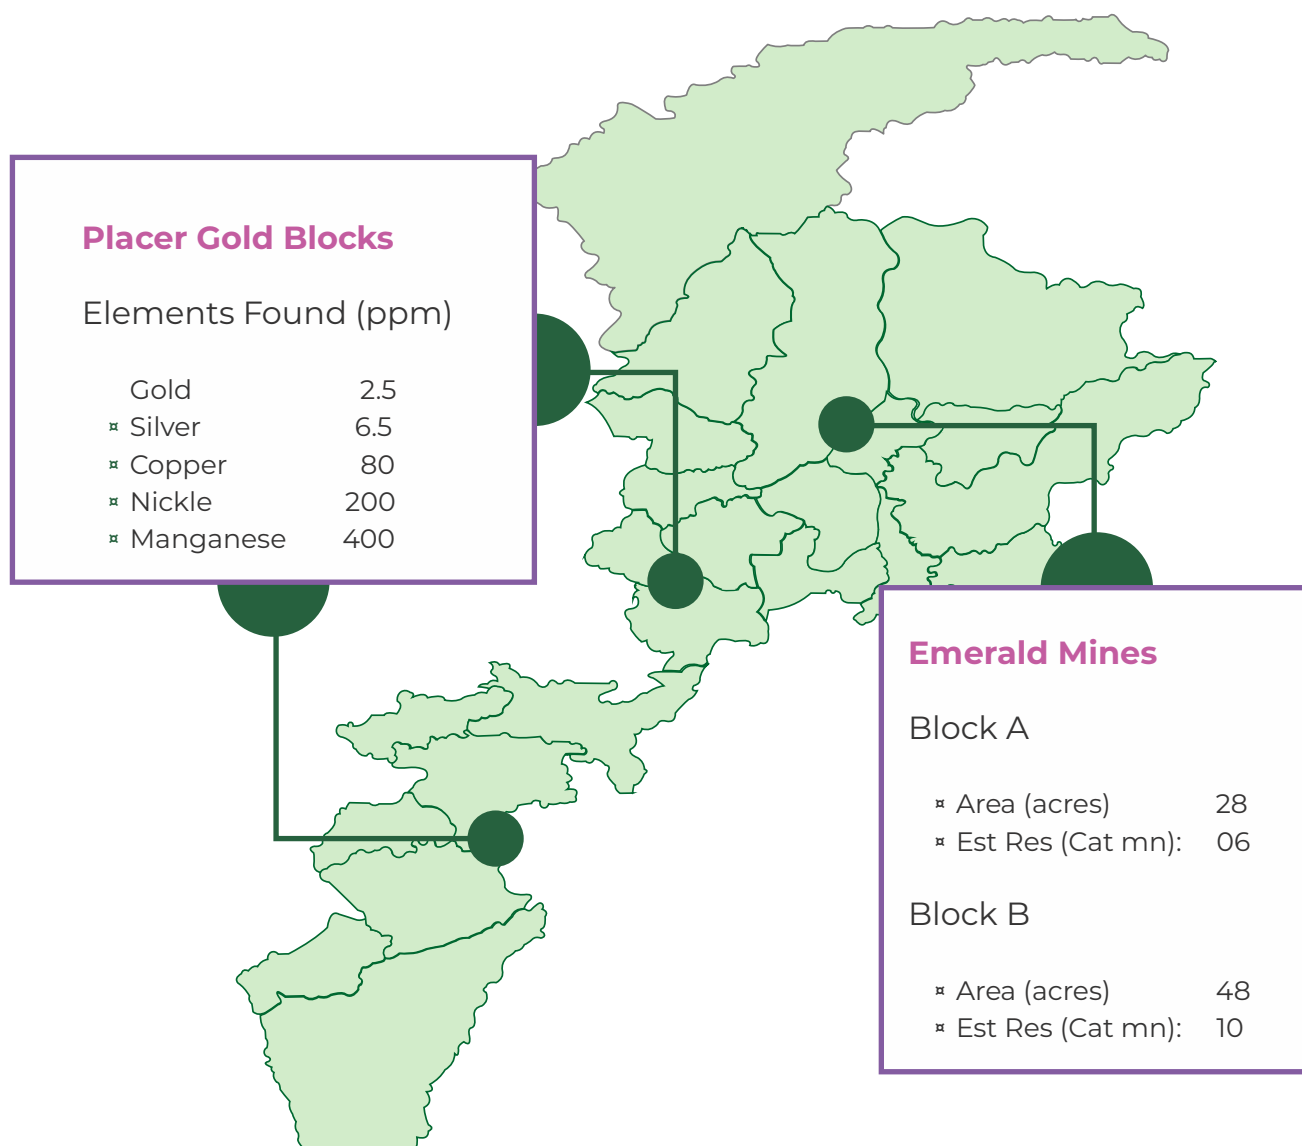 Placer Gold Blocks
Elements Found (ppm)
Gold 2.5
¤ Silver 6.5
¤ Copper 80
¤ Nickle 200
¤ Manganese 400
Emerald Mines
Block A
¤ Area (acres) 28
¤ Est Res (Cat mn): 06
Block B
¤ Area (acres) 48
¤ Est Res (Cat mn): 10